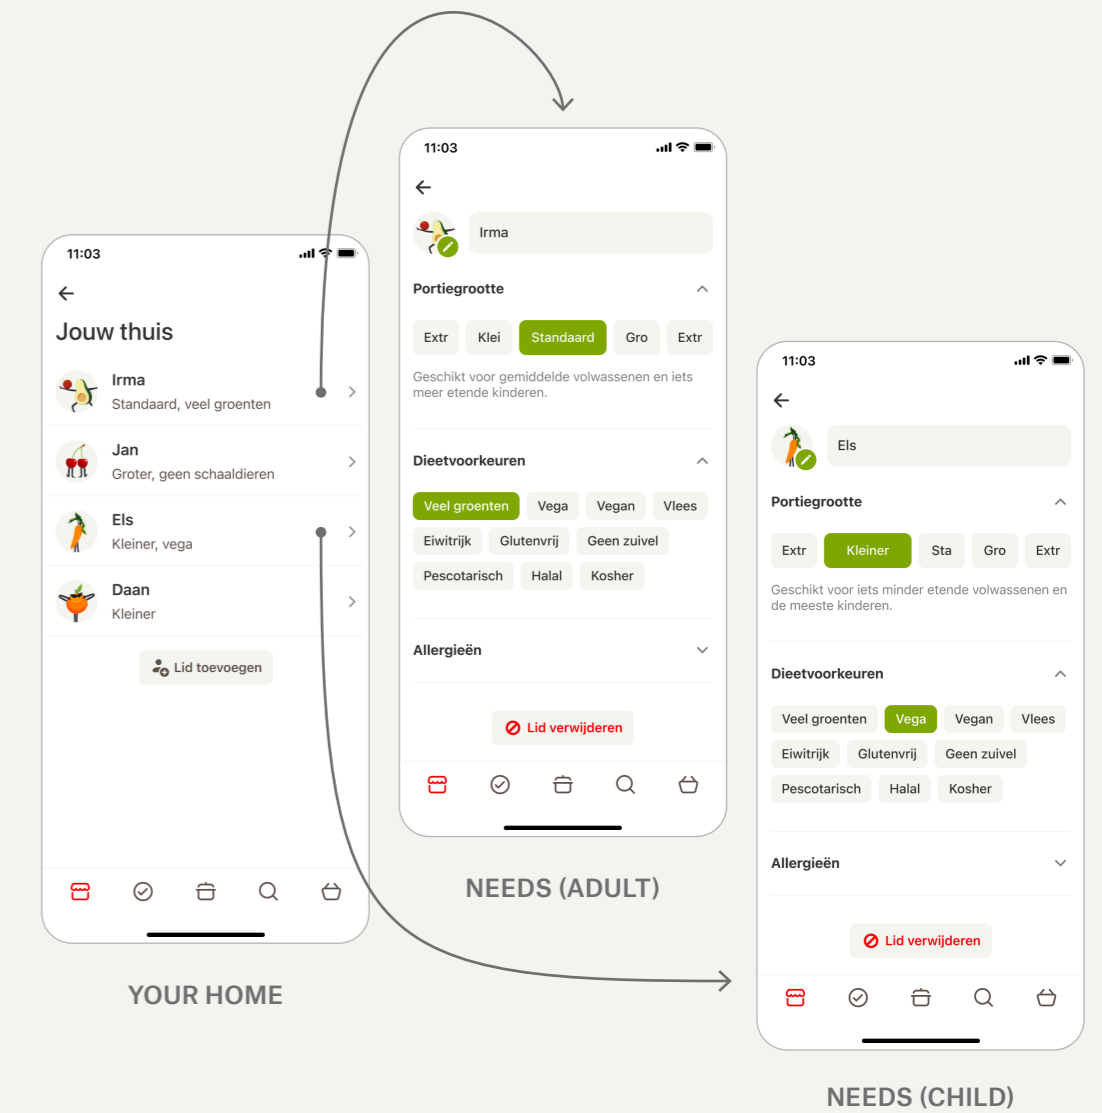 11:03
Jouw thuis
Irma
Standaard, veel groenten
Jan
Groter, geen schaaldieren
Els
Kleiner, vega
Daan
Kleiner
Lid toevoegen
YOUR HOME
11:03
Irma
Portiegrootte
Extr Klei Standaard Gro Extr
Geschikt voor gemiddelde volwassenen en iets
meer etende kinderen.
Dieetvoorkeuren
Veel groenten Vega Vegan Vlees
Eiwitrijk Glutenvrij Geen zuivel
Pescotarisch Halal Kosher
Allergieën
Lid verwijderen
NEEDS (ADULT)
11:03
Els
Portiegrootte
Extr Kleiner Sta Gro Extr
Geschikt voor iets minder etende volwassenen en
de meeste kinderen.
Dieetvoorkeuren
Veel groenten Vega Vegan Vlees
Eiwitrijk Glutenvrij Geen zuivel
Pescotarisch Halal Kosher
Allergieën
Lid verwijderen
NEEDS (CHILD)